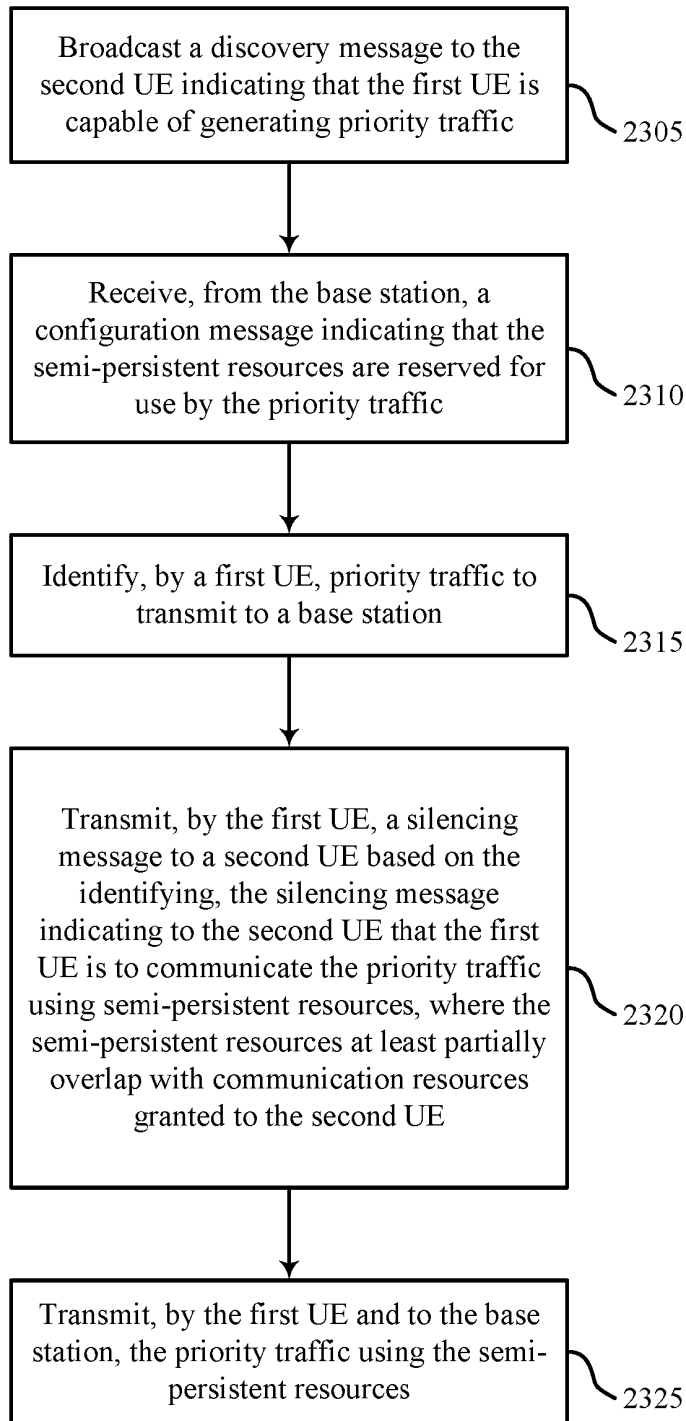 Broadcast a discovery message to the
second UE indicating that the first UE is
capable of generating priority traffic
2305
Receive, from the base station, a
configuration message indicating that the
semi-persistent resources are reserved for
use by the priority traffic
2310
Identify, by a first UE, priority traffic to
transmit to a base station
2315
Transmit, by the first UE, a silencing
message to a second UE based on the
identifying, the silencing message
indicating to the second UE that the first
UE is to communicate the priority traffic
using semi-persistent resources, where the
semi-persistent resources at least partially
overlap with communication resources
granted to the second UE
2320
Transmit, by the first UE and to the base
station, the priority traffic using the semi-
persistent resources
2325